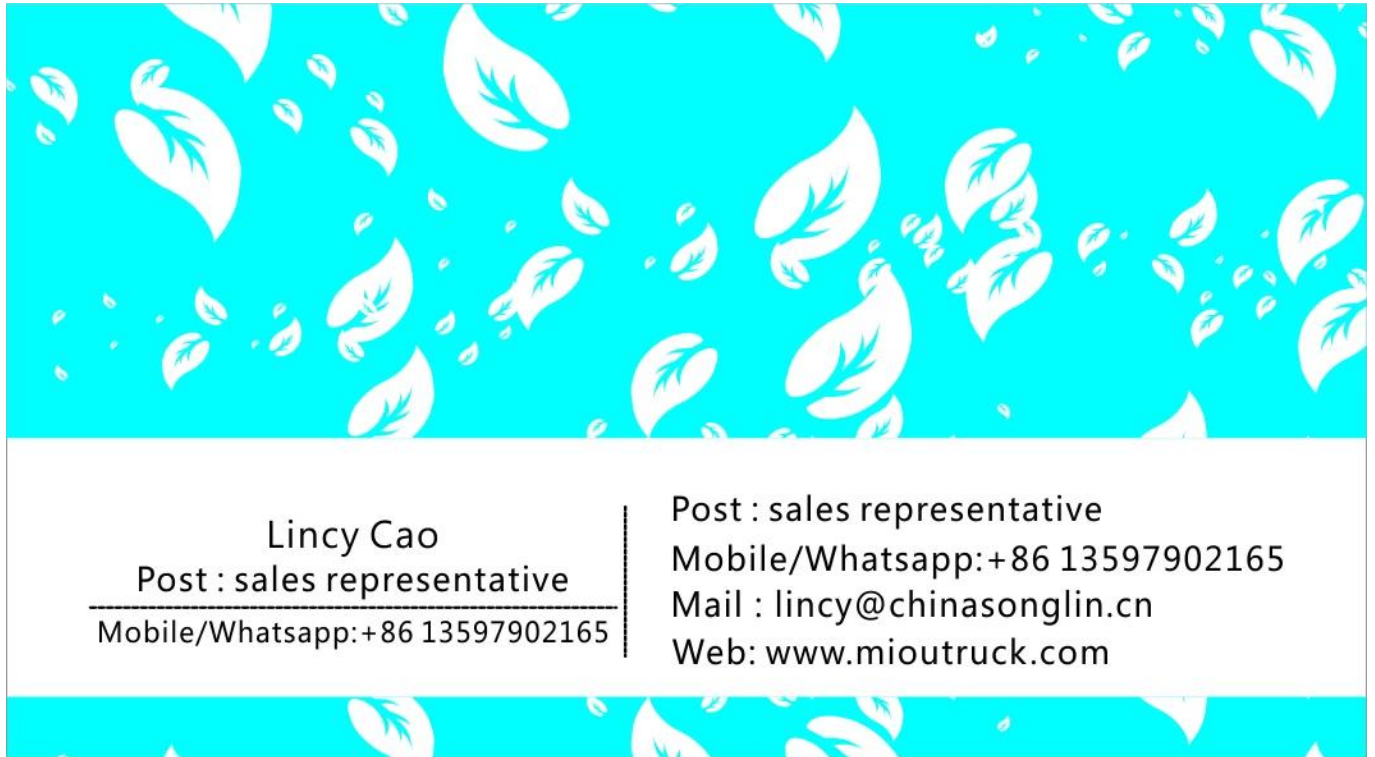 Lincy Cao
Post : sales representative
Mobile/Whatsapp:+86 13597902165
Post : sales representative
Mobile/Whatsapp:+86 13597902165
Mail : lincy@chinasonglin.cn
Web: www.mioutruck.com